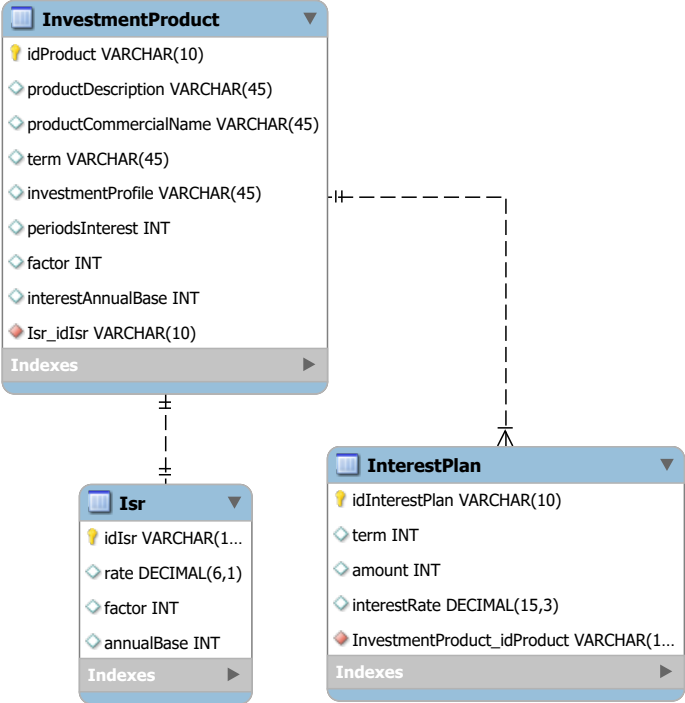 InvestmentProduct
idProduct VARCHAR(10)
productDescription VARCHAR(45)
productCommercialName VARCHAR(45)
term VARCHAR(45)
investmentProfile VARCHAR(45)
periodsInterest INT
factor INT
interestAnnualBase INT
Isr_idIsr VARCHAR(10)
Indexes
Isr
idIsr VARCHAR(1...
rate DECIMAL(6,1)
factor INT
annualBase INT
Indexes
InterestPlan
idInterestPlan VARCHAR(10)
term INT
amount INT
interestRate DECIMAL(15,3)
InvestmentProduct_idProduct VARCHAR(1...
Indexes